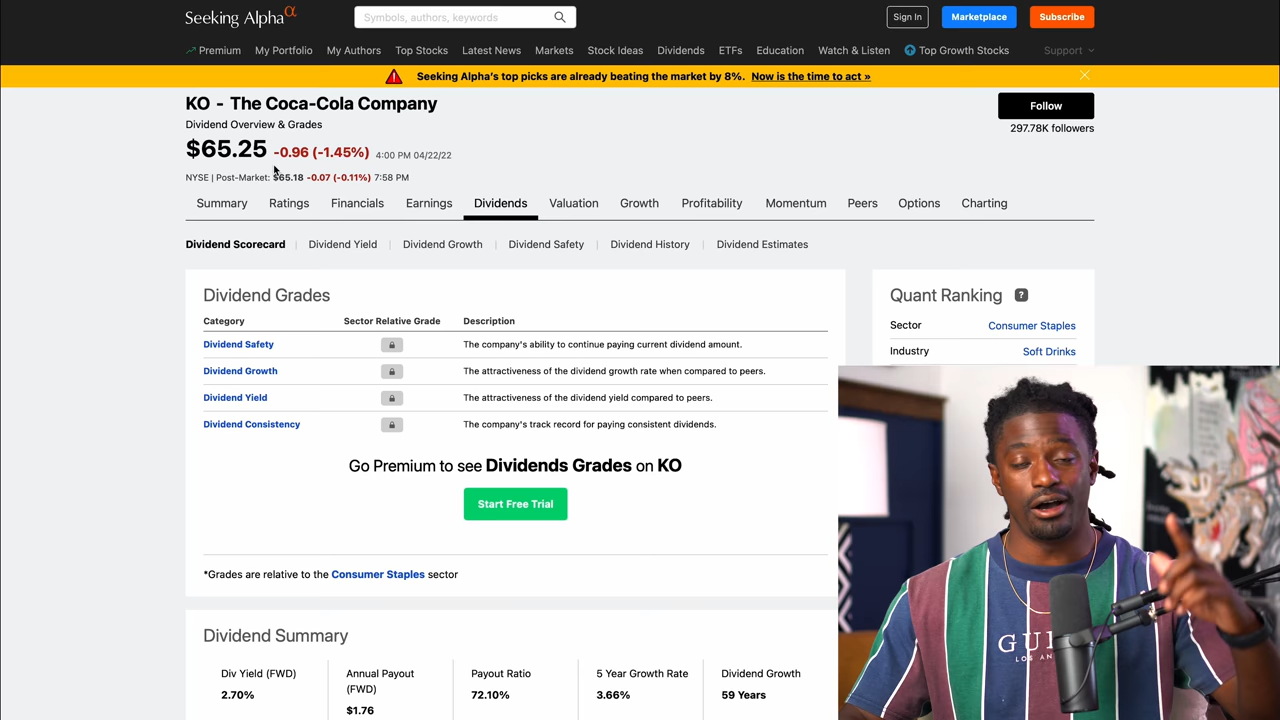 Seeking Alpha α
Symbols, authors, keywords
Sign In
Marketplace
Subscribe
Premium
My Portfolio
My Authors
Top Stocks
Latest News
Markets
Stock Ideas
Dividends
ETFs
Education
Watch & Listen
Top Growth Stocks
Support
Seeking Alpha's top picks are already beating the market by 8%. Now is the time to act »
KO - The Coca-Cola Company
Follow
Dividend Overview & Grades
297.78K followers
$65.25 -0.96 (-1.45%) 4:00 PM 04/22/22
NYSE | Post-Market: $65.18 -0.07 (-0.11%) 7:58 PM
Summary
Ratings
Financials
Earnings
Dividends
Valuation
Growth
Profitability
Momentum
Peers
Options
Charting
Dividend Scorecard
Dividend Yield
Dividend Growth
Dividend Safety
Dividend History
Dividend Estimates
Dividend Grades
Category Sector Relative Grade Description
Dividend Safety The company's ability to continue paying current dividend amount.
Dividend Growth The attractiveness of the dividend growth rate when compared to peers.
Dividend Yield The attractiveness of the dividend yield compared to peers.
Dividend Consistency The company's track record for paying consistent dividends.
Go Premium to see Dividends Grades on KO
Start Free Trial
*Grades are relative to the Consumer Staples sector
Quant Ranking ?
Sector Consumer Staples
Industry Soft Drinks
Dividend Summary
Div Yield (FWD)
2.70%
Annual Payout
(FWD)
$1.76
Payout Ratio
72.10%
5 Year Growth Rate
3.66%
Dividend Growth
59 Years